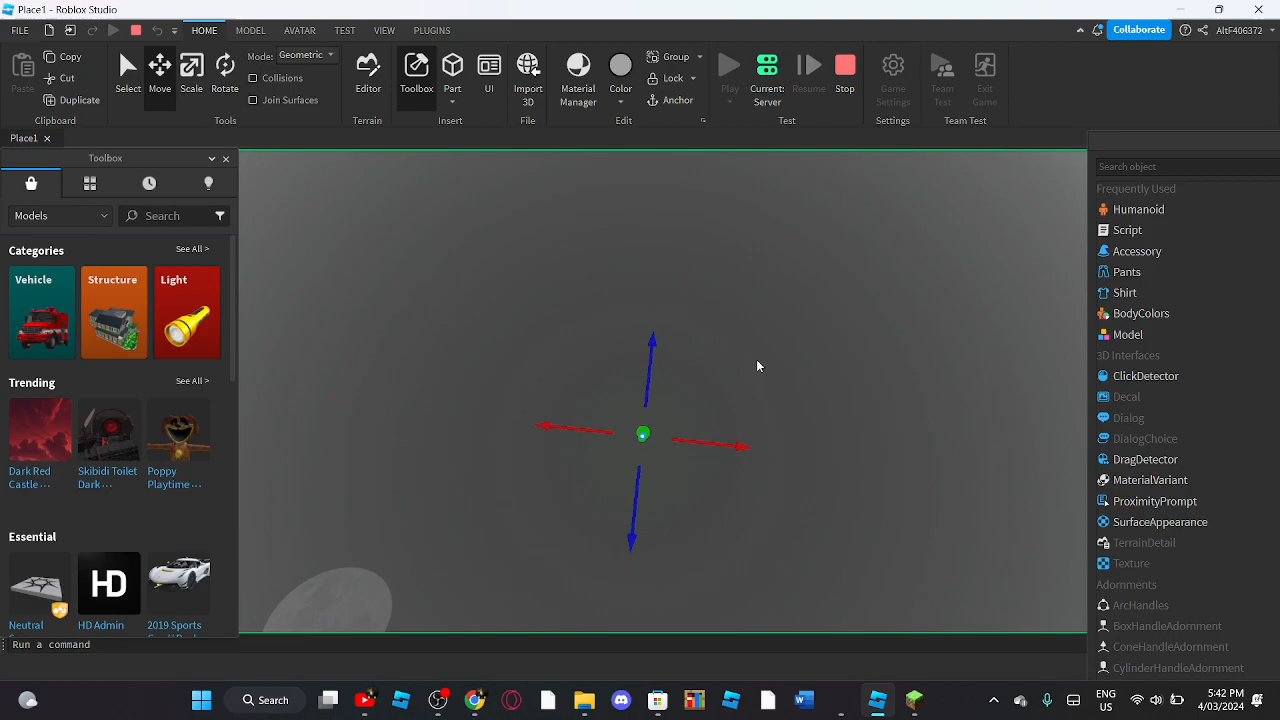 Place1 - Roblox Studio
FILE HOME MODEL AVATAR TEST VIEW PLUGINS Collaborate AtEF406372
Paste Copy Cut Duplicate Clipboard
Select Move Scale Rotate Mode: Geometric Collisions Join Surfaces Tools
Editor Terrain
Toolbox Part UI Insert
Import 3D File
Material Manager Color Group Lock Anchor Edit
Play Current: Server Resume Stop Test
Game Settings Settings
Team Test Exit Game Team Test
Place1
Toolbox
Models Search
Categories See All >
Vehicle Structure Light
Trending See All >
Dark Red Castle ... Skibidi Toilet Dark ... Poppy Playtime ...
Essential See All >
Neutral HD Admin 2019 Sports
Run a command
Search object
Frequently Used
Humanoid
Script
Accessory
Pants
Shirt
BodyColors
Model
3D Interfaces
ClickDetector
Decal
Dialog
DialogChoice
DragDetector
MaterialVariant
ProximityPrompt
SurfaceAppearance
TerrainDetail
Texture
Adornments
ArcHandles
BoxHandleAdornment
ConeHandleAdornment
CylinderHandleAdornment
Search
ENG US
5:42 PM
4/03/2024